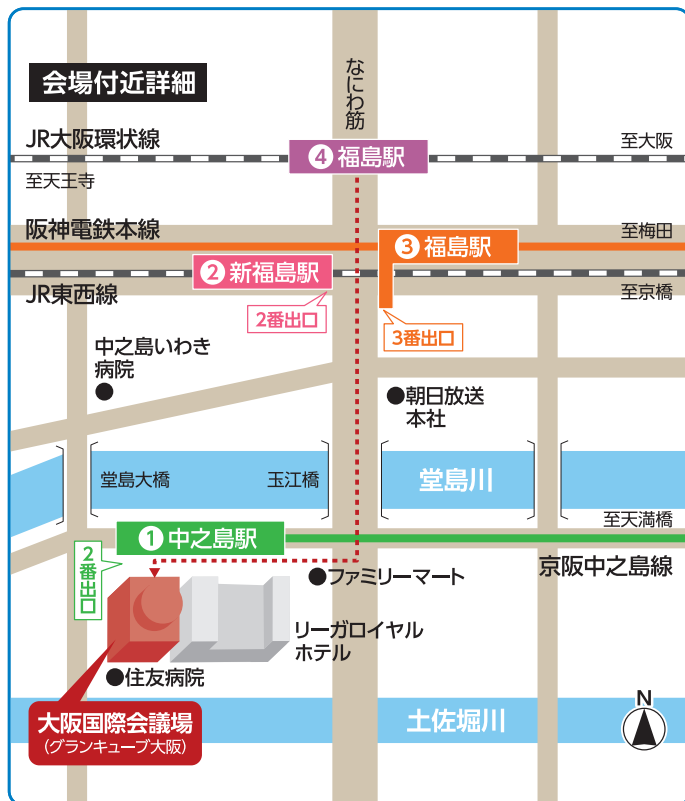 会場付近詳細
なにわ筋
JR大阪環状線
4 福島駅
至大阪
至天王寺
阪神電鉄本線
3 福島駅
至梅田
2 新福島駅
JR東西線
至京橋
2番出口
3番出口
中之島いわき
病院
朝日放送
本社
堂島大橋
玉江橋
堂島川
至天満橋
1 中之島駅
2番出口
京阪中之島線
ファミリーマート
リーガロイヤル
ホテル
住友病院
大阪国際会議場
(グランキューブ大阪)
土佐堀川
N